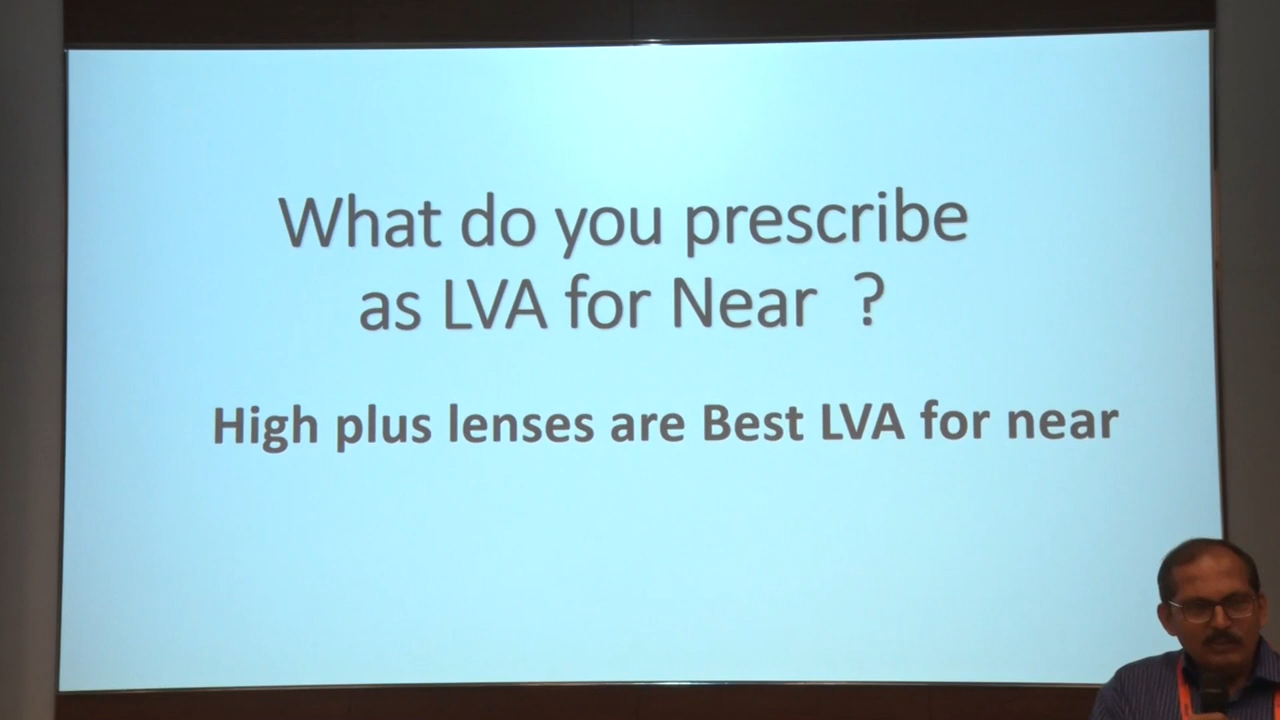 What do you prescribe
as LVA for Near ?
High plus lenses are Best LVA for near